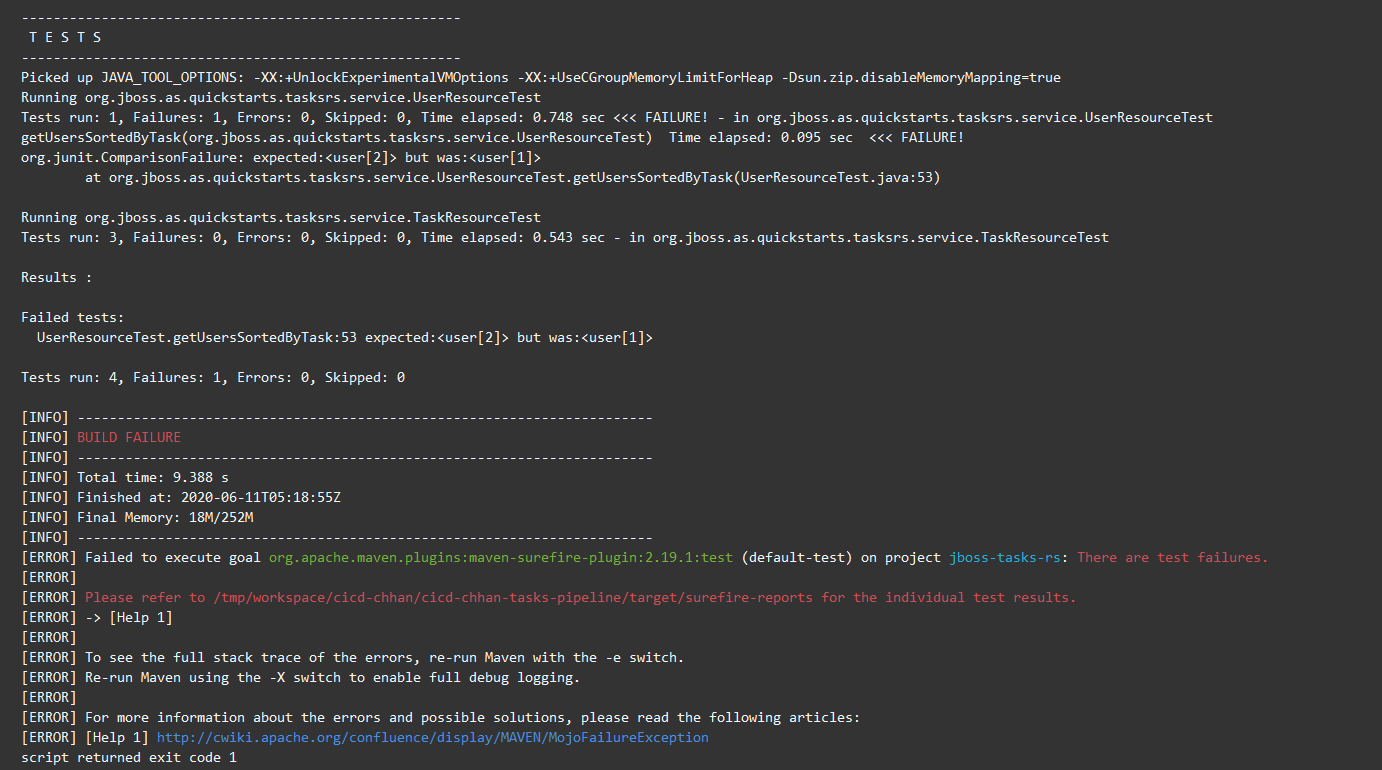 -------------------------------------------------------
 T E S T S
-------------------------------------------------------
Picked up JAVA_TOOL_OPTIONS: -XX:+UnlockExperimentalVMOptions -XX:+UseCGroupMemoryLimitForHeap -Dsun.zip.disableMemoryMapping=true
Running org.jboss.as.quickstarts.tasksrs.service.UserResourceTest
Tests run: 1, Failures: 1, Errors: 0, Skipped: 0, Time elapsed: 0.748 sec <<< FAILURE! - in org.jboss.as.quickstarts.tasksrs.service.UserResourceTest
getUsersSortedByTask(org.jboss.as.quickstarts.tasksrs.service.UserResourceTest)  Time elapsed: 0.095 sec  <<< FAILURE!
org.junit.ComparisonFailure: expected:<user[2]> but was:<user[1]>
        at org.jboss.as.quickstarts.tasksrs.service.UserResourceTest.getUsersSortedByTask(UserResourceTest.java:53)

Running org.jboss.as.quickstarts.tasksrs.service.TaskResourceTest
Tests run: 3, Failures: 0, Errors: 0, Skipped: 0, Time elapsed: 0.543 sec - in org.jboss.as.quickstarts.tasksrs.service.TaskResourceTest

Results :

Failed tests:
  UserResourceTest.getUsersSortedByTask:53 expected:<user[2]> but was:<user[1]>

Tests run: 4, Failures: 1, Errors: 0, Skipped: 0

[INFO] ------------------------------------------------------------------------
[INFO] BUILD FAILURE
[INFO] ------------------------------------------------------------------------
[INFO] Total time: 9.388 s
[INFO] Finished at: 2020-06-11T05:18:55Z
[INFO] Final Memory: 18M/252M
[INFO] ------------------------------------------------------------------------
[ERROR] Failed to execute goal org.apache.maven.plugins:maven-surefire-plugin:2.19.1:test (default-test) on project jboss-tasks-rs: There are test failures.
[ERROR]
[ERROR] Please refer to /tmp/workspace/cicd-chhan/cicd-chhan-tasks-pipeline/target/surefire-reports for the individual test results.
[ERROR] -> [Help 1]
[ERROR]
[ERROR] To see the full stack trace of the errors, re-run Maven with the -e switch.
[ERROR] Re-run Maven using the -X switch to enable full debug logging.
[ERROR]
[ERROR] For more information about the errors and possible solutions, please read the following articles:
[ERROR] [Help 1] http://cwiki.apache.org/confluence/display/MAVEN/MojoFailureException
script returned exit code 1